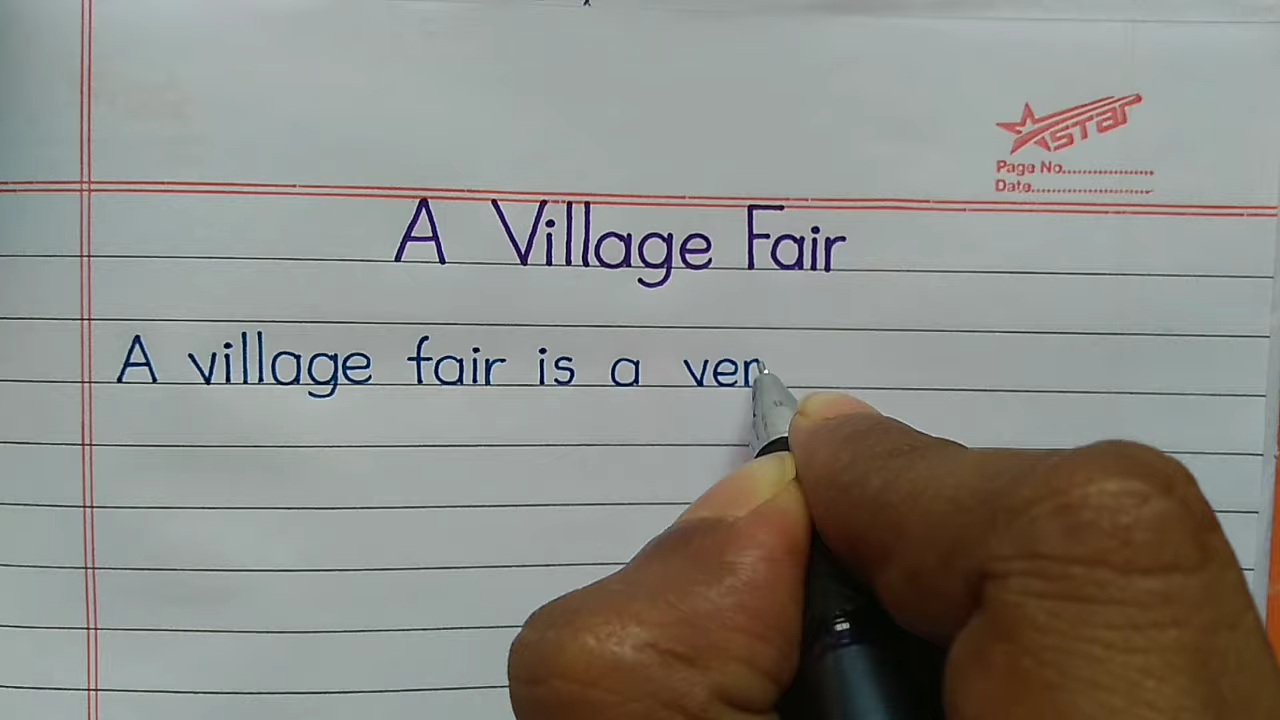 STAR
Page No.....................
Date............................
A Village Fair
A village fair is a ver